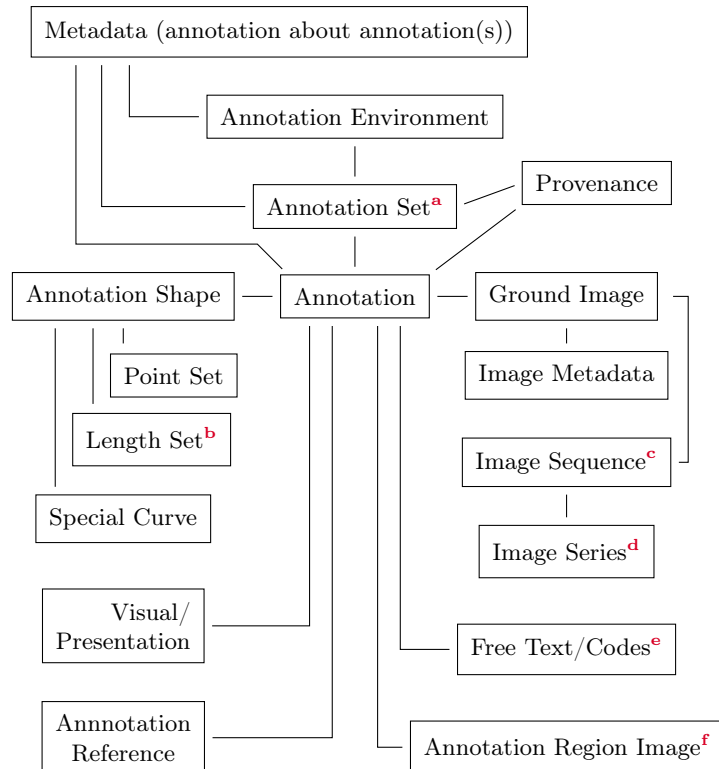 Metadata (annotation about annotation(s))
Annotation Environment
Provenance
Annotation Set^a
Annotation Shape
Annotation
Ground Image
Point Set
Image Metadata
Length Set^b
Image Sequence^c
Special Curve
Image Series^d
Visual/
Presentation
Free Text/Codes^e
Annnotation
Reference
Annotation Region Image^f